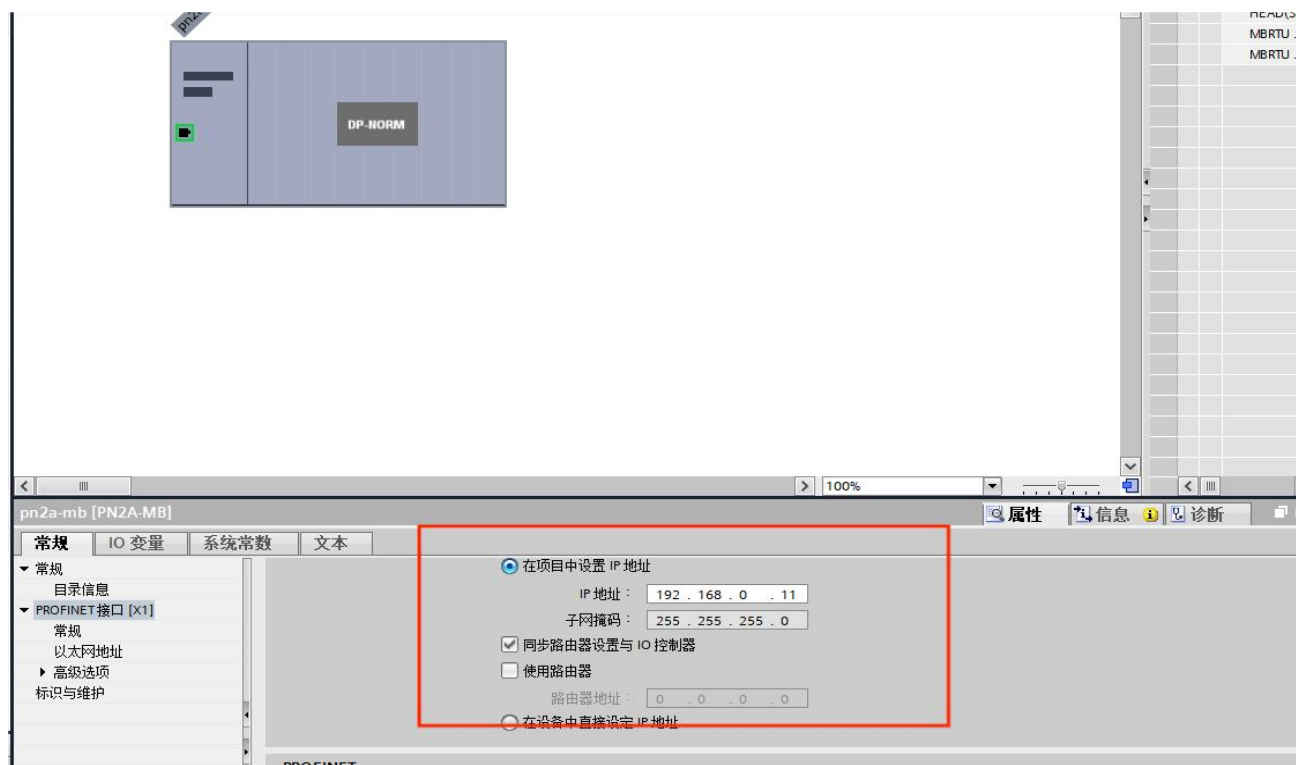 MBRTU .
MBRTU .
DP-NORM
100%
pn2a-mb [PN2A-MB]
属性
信息
诊断
常规
IO 变量
系统常数
文本
常规
目录信息
PROFINET接口 [X1]
常规
以太网地址
高级选项
标识与维护
在项目中设置 IP 地址
IP 地址：
192 . 168 . 0 . 11
子网掩码：
255 . 255 . 255 . 0
同步路由器设置与 IO 控制器
使用路由器
路由器地址：
0 . 0 . 0 . 0
在设备中直接设定 IP 地址
PROFINET